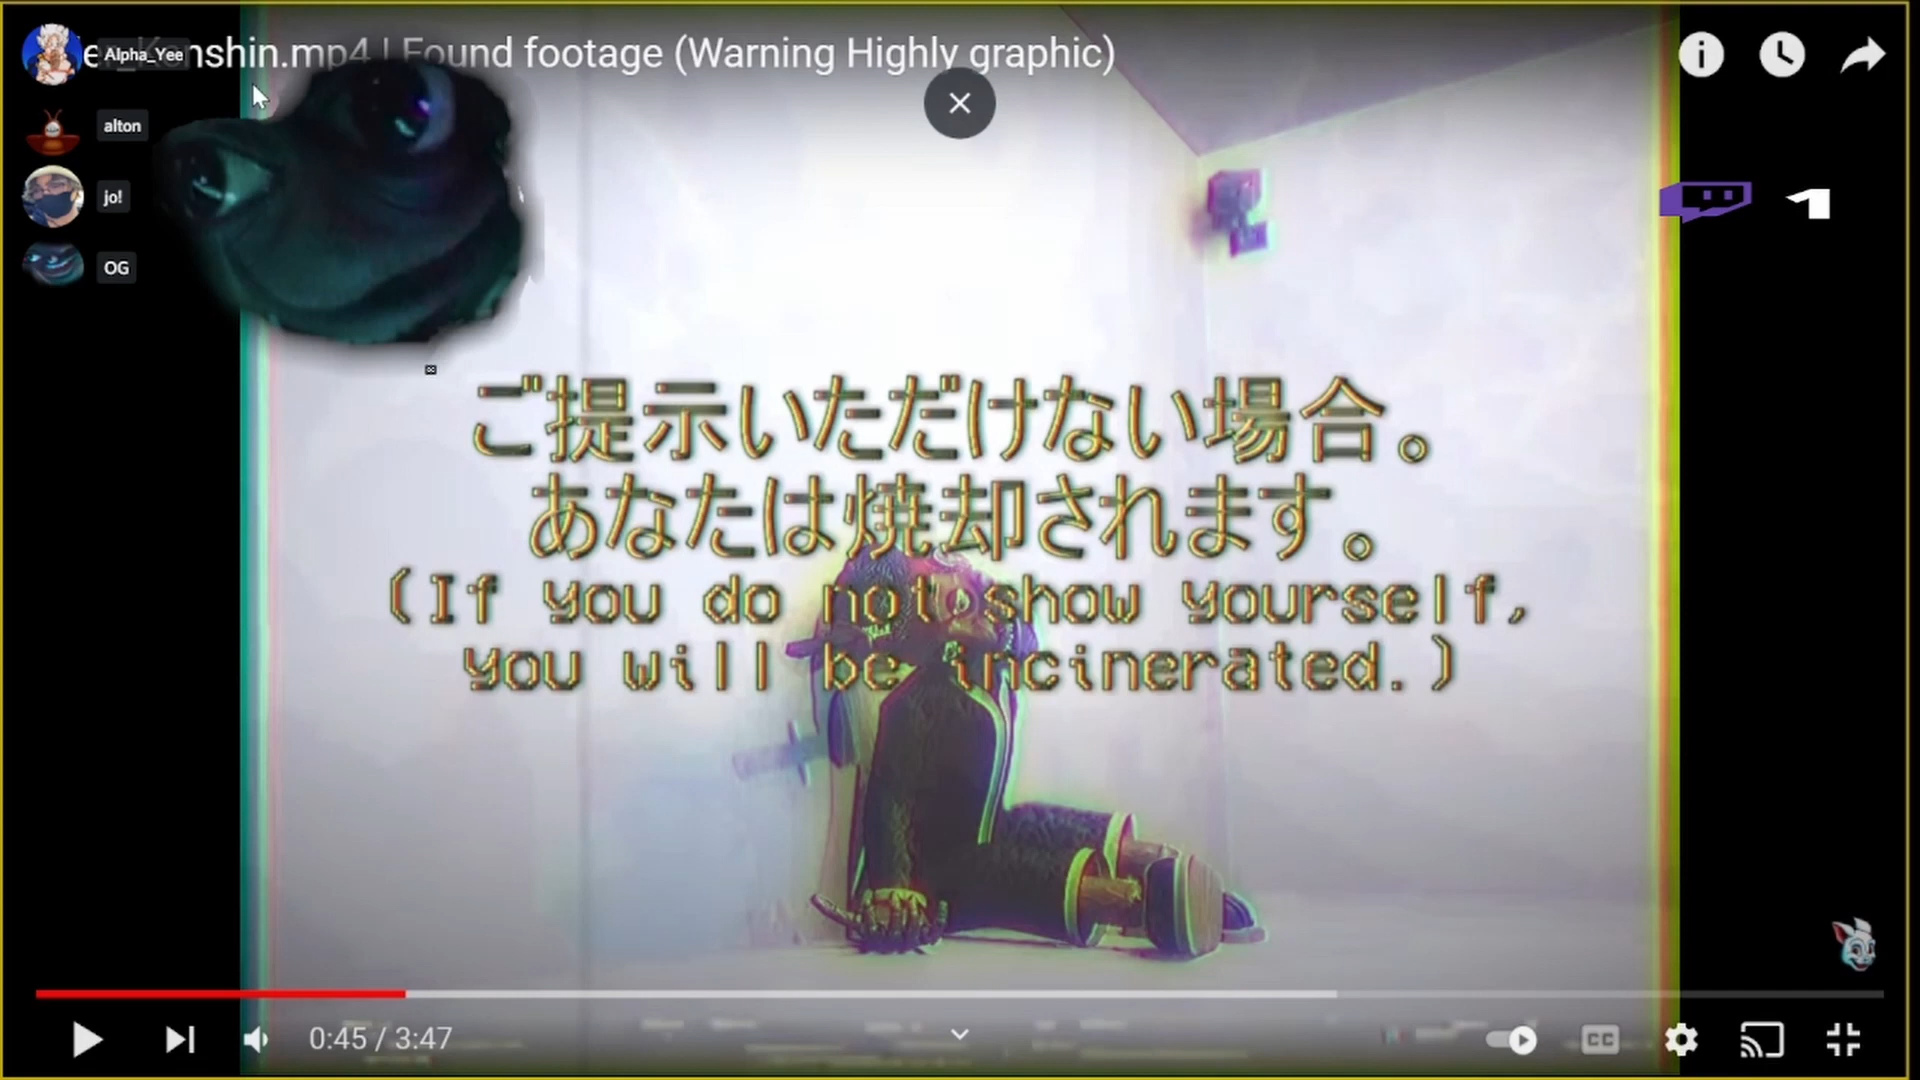 Alpha_Yee
nshin.mp4 | Found footage (Warning Highly graphic)
alton
jo!
OG
1
ご提示いただけない場合。
あなたは焼却されます。
(If you do not show yourself,
you will be incinerated.)
0:45 / 3:47
CC